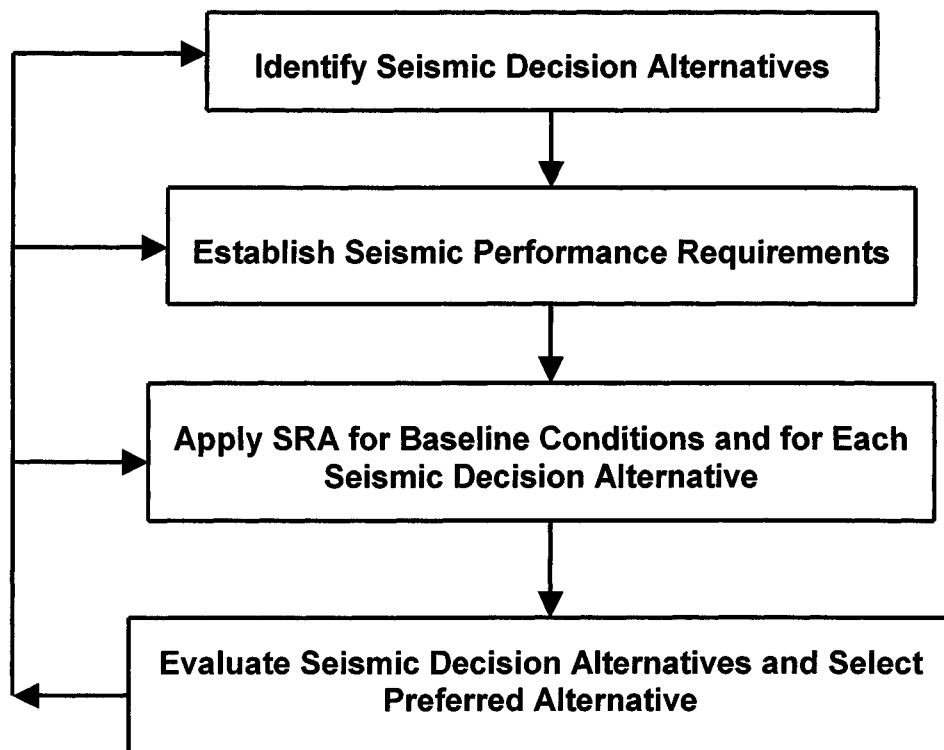 Identify Seismic Decision Alternatives
Establish Seismic Performance Requirements
Apply SRA for Baseline Conditions and for Each
Seismic Decision Alternative
Evaluate Seismic Decision Alternatives and Select
Preferred Alternative